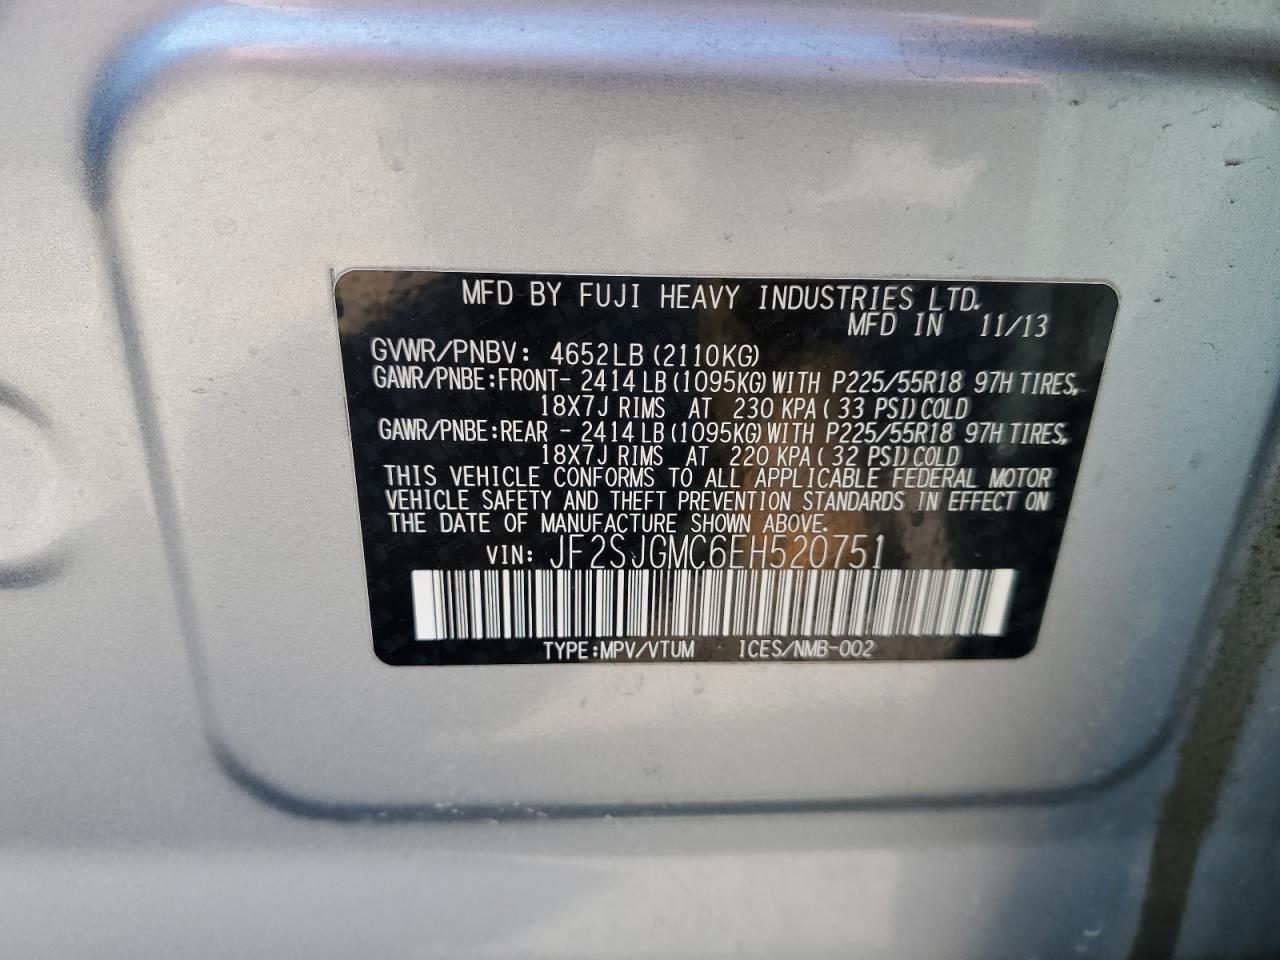 MFD BY FUJI HEAVY INDUSTRIES LTD.
MFD IN 11/13
GVWR/PNBV: 4652LB (2110KG)
GAWR/PNBE:FRONT- 2414 LB (1095KG) WITH P225/55R18 97H TIRES,
18X7J RIMS AT 230 KPA ( 33 PSI) COLD
GAWR/PNBE:REAR - 2414 LB (1095KG) WITH P225/55R18 97H TIRES,
18X7J RIMS AT 220 KPA ( 32 PSI) COLD
THIS VEHICLE CONFORMS TO ALL APPLICABLE FEDERAL MOTOR
VEHICLE SAFETY AND THEFT PREVENTION STANDARDS IN EFFECT ON
THE DATE OF MANUFACTURE SHOWN ABOVE.
VIN: JF2SJGMC6EH520751
TYPE:MPV/VTUM ICES/NMB-002